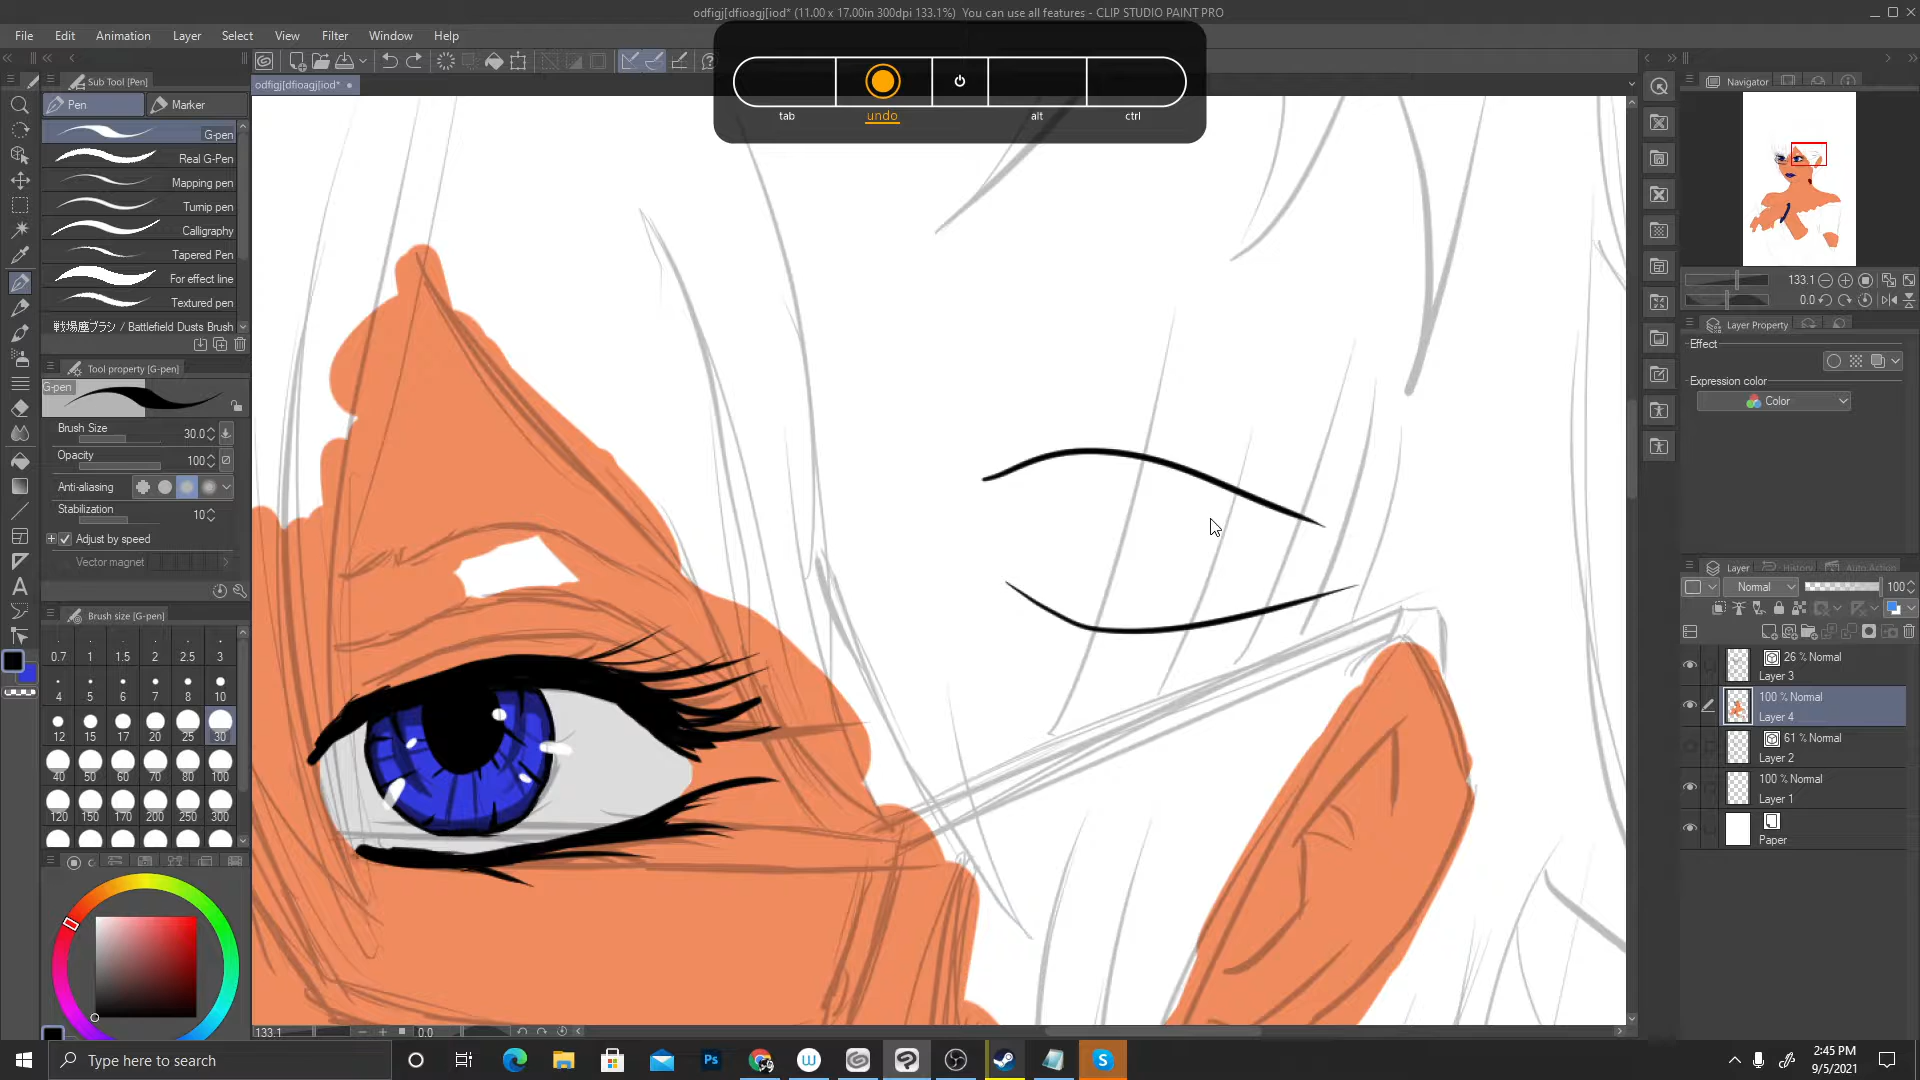 odfigj[dfioagj[iod* (11.00 x 17.00in 300dpi 133.1%)  You can use all features - CLIP STUDIO PAINT PRO
File Edit Animation Layer Select View Filter Window Help
tab undo alt ctrl
Sub Tool [Pen]
odfigj[dfioagj[iod*
Navigator
Pen Marker
G-pen
Real G-Pen
Mapping pen
Turnip pen
Calligraphy
Tapered Pen
For effect line
Textured pen
戦場塵ブラシ / Battlefield Dusts Brush
Tool property [G-pen]
G-pen
Brush Size 30.0
Opacity 100
Anti-aliasing
Stabilization 10
Adjust by speed
Vector magnet
Brush size [G-pen]
0.7 1 1.5 2 2.5 3
4 5 6 7 8 10
12 15 17 20 25 30
40 50 60 70 80 100
120 150 170 200 250 300
133.1
0.0
Layer Property
Effect
Expression color
Color
Layer History Auto Action
Normal 100
26 % Normal
Layer 3
100 % Normal
Layer 4
61 % Normal
Layer 2
100 % Normal
Layer 1
Paper
133.1 0.0
Type here to search
Ps
2:45 PM
9/5/2021